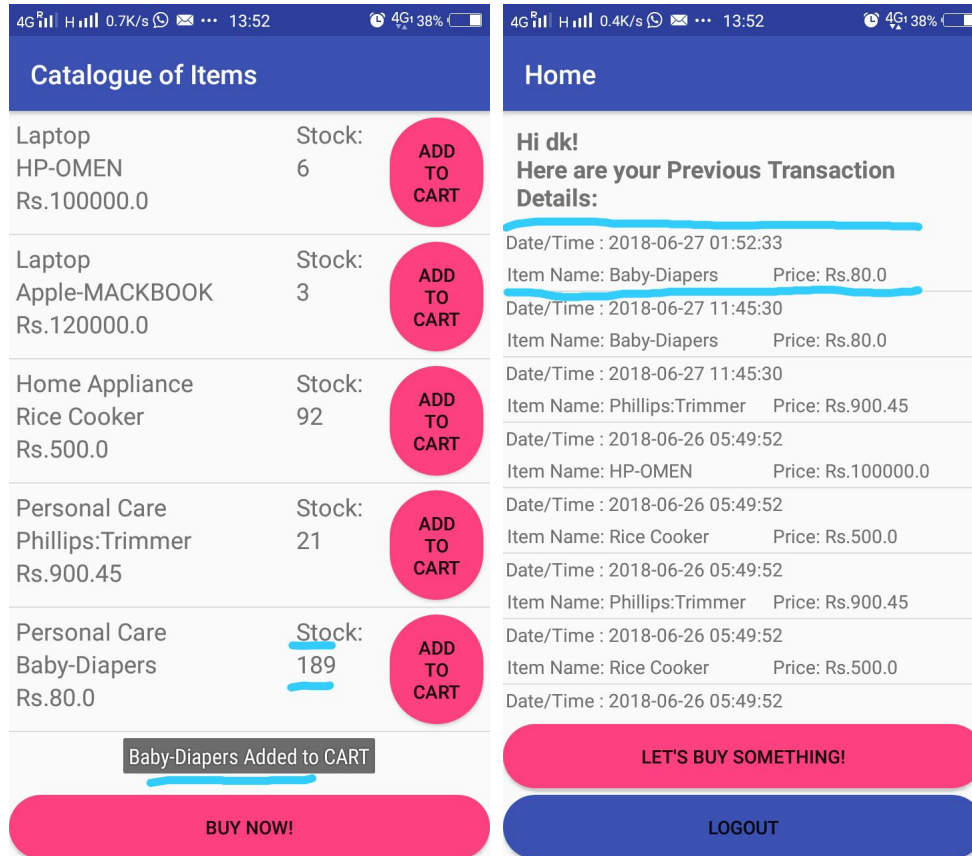 4G R H 0.7K/s ... 13:52 4G1 38%
Catalogue of Items
Laptop Stock:
HP-OMEN 6
Rs.100000.0
ADD
TO
CART
Laptop Stock:
Apple-MACKBOOK 3
Rs.120000.0
ADD
TO
CART
Home Appliance Stock:
Rice Cooker 92
Rs.500.0
ADD
TO
CART
Personal Care Stock:
Phillips:Trimmer 21
Rs.900.45
ADD
TO
CART
Personal Care Stock:
Baby-Diapers 189
Rs.80.0
ADD
TO
CART
Baby-Diapers Added to CART
BUY NOW!
4G R H 0.4K/s ... 13:52 4G1 38%
Home
Hi dk!
Here are your Previous Transaction
Details:
Date/Time : 2018-06-27 01:52:33
Item Name: Baby-Diapers Price: Rs.80.0
Date/Time : 2018-06-27 11:45:30
Item Name: Baby-Diapers Price: Rs.80.0
Date/Time : 2018-06-27 11:45:30
Item Name: Phillips:Trimmer Price: Rs.900.45
Date/Time : 2018-06-26 05:49:52
Item Name: HP-OMEN Price: Rs.100000.0
Date/Time : 2018-06-26 05:49:52
Item Name: Rice Cooker Price: Rs.500.0
Date/Time : 2018-06-26 05:49:52
Item Name: Phillips:Trimmer Price: Rs.900.45
Date/Time : 2018-06-26 05:49:52
Item Name: Rice Cooker Price: Rs.500.0
Date/Time : 2018-06-26 05:49:52
LET'S BUY SOMETHING!
LOGOUT